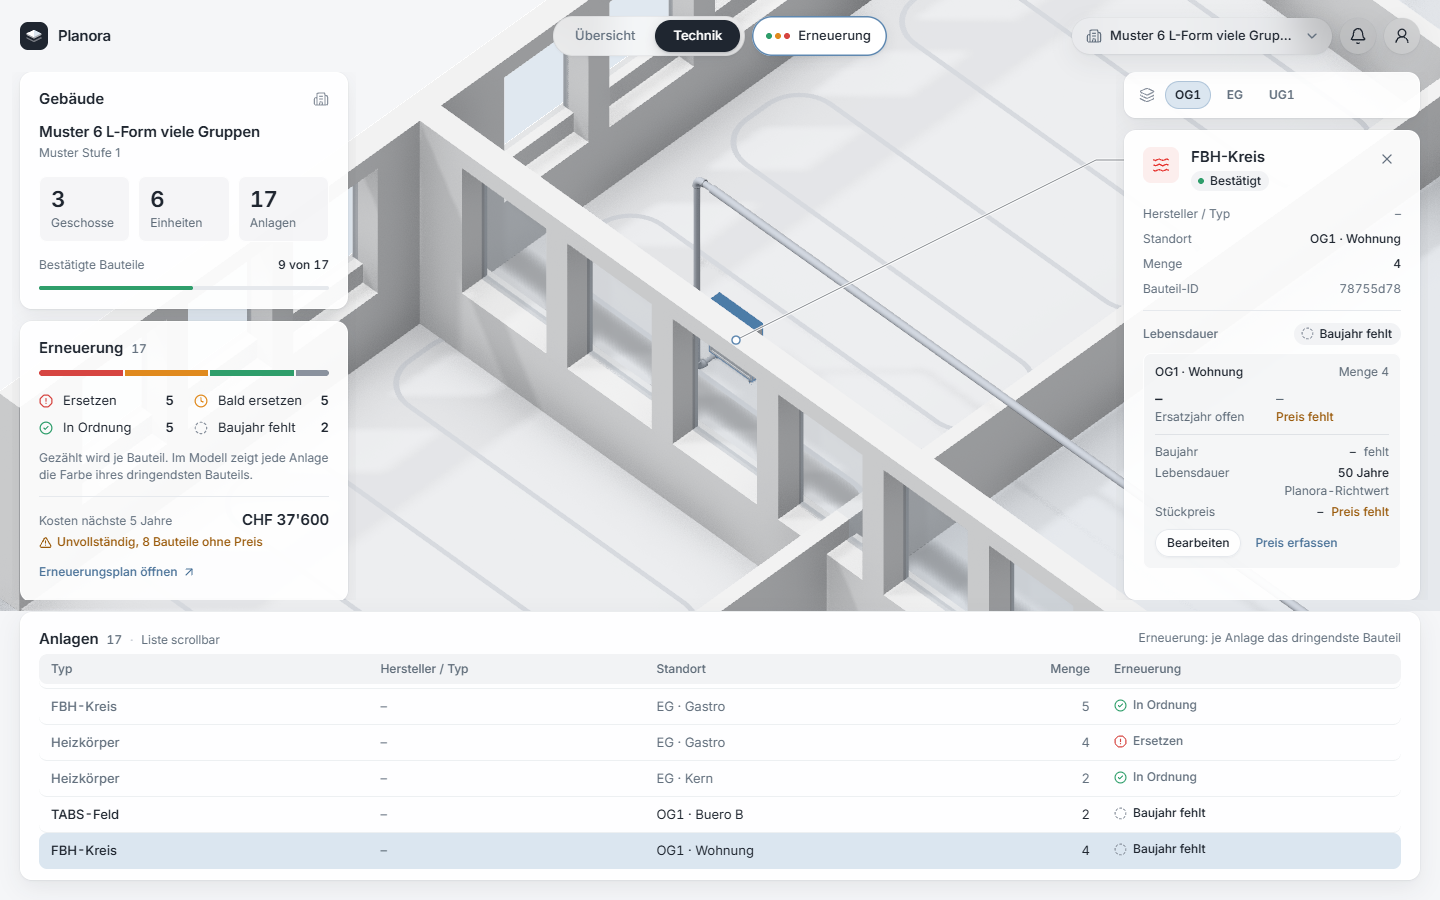 Planora
Übersicht
Technik
Erneuerung
Muster 6 L-Form viele Grup...
Gebäude
Muster 6 L-Form viele Gruppen
Muster Stufe 1
3 6 17
Geschosse Einheiten Anlagen
Bestätigte Bauteile 9 von 17
Erneuerung 17
Ersetzen 5 Bald ersetzen 5
In Ordnung 5 Baujahr fehlt 2
Gezählt wird je Bauteil. Im Modell zeigt jede Anlage
die Farbe ihres dringendsten Bauteils.
Kosten nächste 5 Jahre CHF 37'600
Unvollständig, 8 Bauteile ohne Preis
Erneuerungsplan öffnen
OG1 EG UG1
FBH-Kreis
Bestätigt
Hersteller / Typ –
Standort OG1 · Wohnung
Menge 4
Bauteil-ID 78755d78
Lebensdauer Baujahr fehlt
OG1 · Wohnung Menge 4
– –
Ersatzjahr offen Preis fehlt
Baujahr – fehlt
Lebensdauer 50 Jahre
Planora-Richtwert
Stückpreis – Preis fehlt
Bearbeiten Preis erfassen
Anlagen 17 · Liste scrollbar
Erneuerung: je Anlage das dringendste Bauteil
Typ Hersteller / Typ Standort Menge Erneuerung
FBH-Kreis – EG · Gastro 5 In Ordnung
Heizkörper – EG · Gastro 4 Ersetzen
Heizkörper – EG · Kern 2 In Ordnung
TABS-Feld – OG1 · Buero B 2 Baujahr fehlt
FBH-Kreis – OG1 · Wohnung 4 Baujahr fehlt